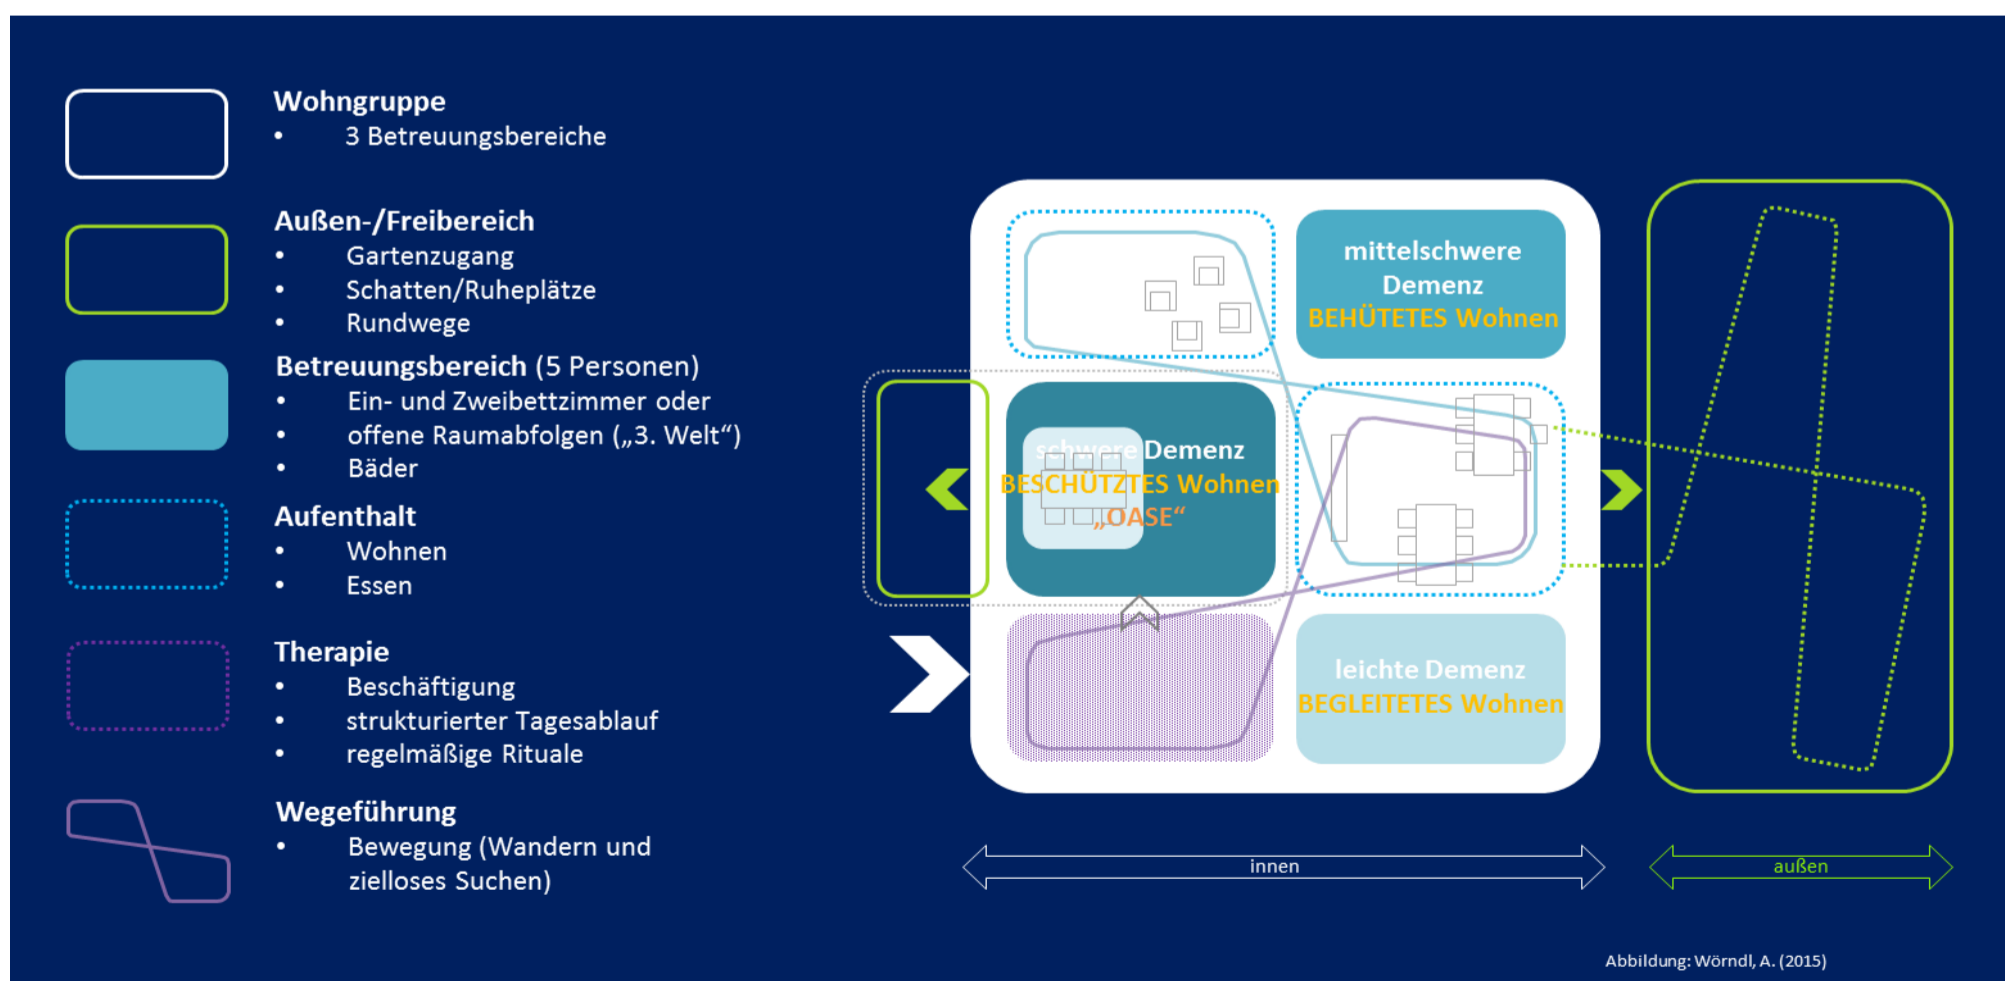 Wohngruppe
• 3 Betreuungsbereiche
Außen-/Freibereich
• Gartenzugang
• Schatten/Ruheplätze
• Rundwege
Betreuungsbereich (5 Personen)
• Ein- und Zweibettzimmer oder
• offene Raumabfolgen („3. Welt“)
• Bäder
Aufenthalt
• Wohnen
• Essen
Therapie
• Beschäftigung
• strukturierter Tagesablauf
• regelmäßige Rituale
Wegeführung
• Bewegung (Wandern und
zielloses Suchen)
mittelschwere
Demenz
BEHÜTETES Wohnen
schwere Demenz
BESCHÜTZTES Wohnen
„OASE“
leichte Demenz
BEGLEITETES Wohnen
innen
außen
Abbildung: Wörndl, A. (2015)